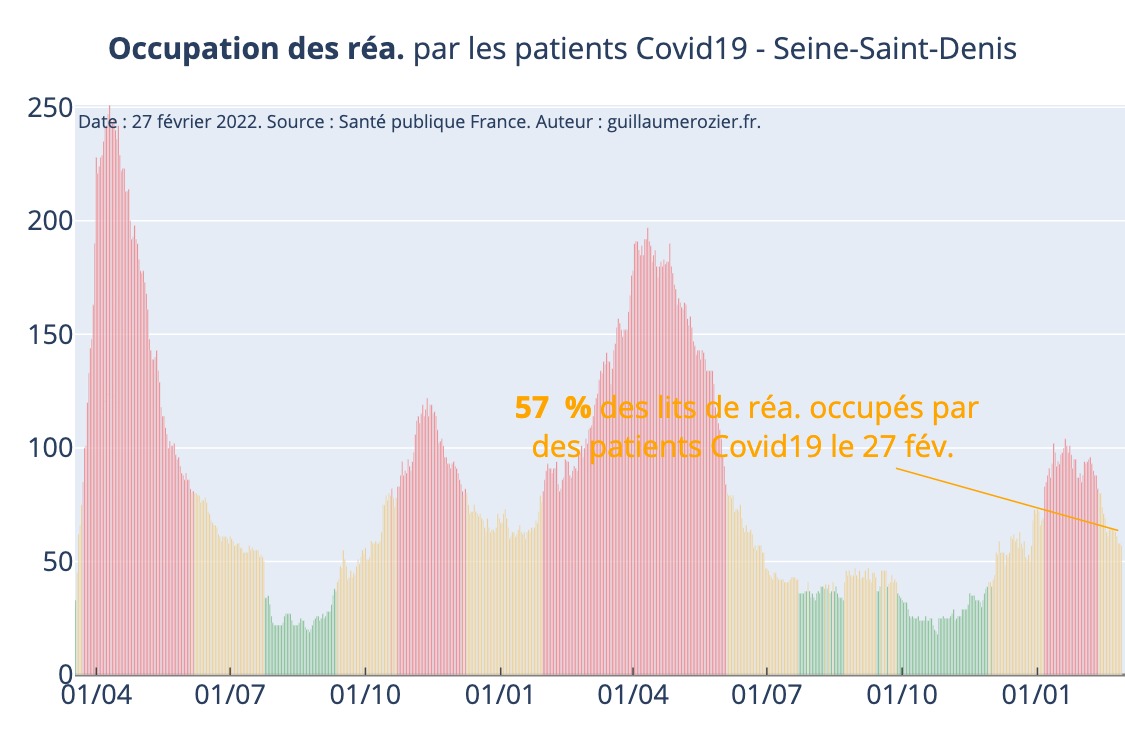 Occupation des réa. par les patients Covid19 - Seine-Saint-Denis
250
Date : 27 février 2022. Source : Santé publique France. Auteur : guillaumerozier.fr.
200
150
57 % des lits de réa. occupés par
des patients Covid19 le 27 fév.
100
50
0
01/04 01/07 01/10 01/01 01/04 01/07 01/10 01/01